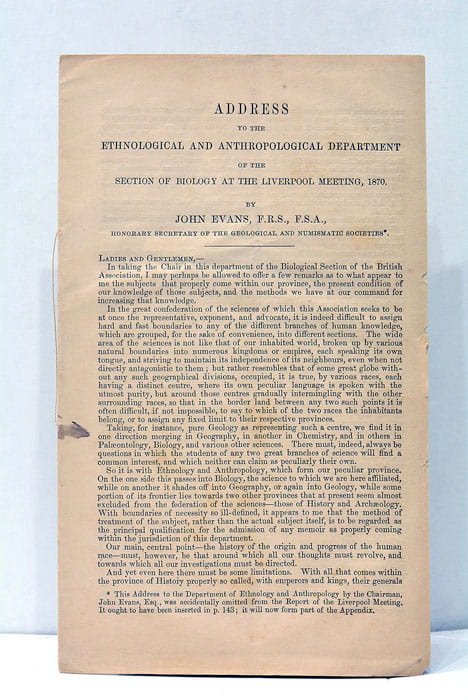 ADDRESS
TO THE
ETHNOLOGICAL AND ANTHROPOLOGICAL DEPARTMENT
OF THE
SECTION OF BIOLOGY AT THE LIVERPOOL MEETING, 1870.
BY
JOHN EVANS, F.R.S., F.S.A.,
HONORARY SECRETARY OF THE GEOLOGICAL AND NUMISMATIC SOCIETIES*.
LADIES AND GENTLEMEN,—
In taking the Chair in this department of the Biological Section of the British
Association, I may perhaps be allowed to offer a few remarks as to what appear to
me the subjects that properly come within our province, the present condition of
our knowledge of those subjects, and the methods we have at our command for
increasing that knowledge.
In the great confederation of the sciences of which this Association seeks to be
at once the representative, exponent, and advocate, it is indeed difficult to assign
hard and fast boundaries to any of the different branches of human knowledge,
which are grouped, for the sake of convenience, into different sections. The wide
area of the sciences is not like that of our inhabited world, broken up by various
natural boundaries into numerous kingdoms or empires, each speaking its own
tongue, and striving to maintain its independence of its neighbours, even when not
directly antagonistic to them; but rather resembles that of some great globe with-
out any such geographical divisions, occupied, it is true, by various races, each
having a distinct centre, where its own peculiar language is spoken with the
utmost purity, but around those centres gradually intermingling with the other
surrounding races, so that in the border land between any two such points it is
often difficult, if not impossible, to say to which of the two races the inhabitants
belong, or to assign any fixed limit to their respective provinces.
Taking, for instance, pure Geology as representing such a centre, we find it in
one direction merging in Geography, in another in Chemistry, and in others in
Palæontology, Biology, and various other sciences. There must, indeed, always be
questions in which the students of any two great branches of science will find a
common interest, and which neither can claim as peculiarly their own.
So it is with Ethnology and Anthropology, which form our peculiar province.
On the one side this passes into Biology, the science to which we are here affiliated,
while on another it shades off into Geography, or again into Geology, while some
portion of its frontier lies towards two other provinces that at present seem almost
excluded from the federation of the sciences—those of History and Archæology.
With boundaries of necessity so ill-defined, it appears to me that the method of
treatment of the subject, rather than the actual subject itself, is to be regarded as
the principal qualification for the admission of any memoir as properly coming
within the jurisdiction of this department.
Our main, central point—the history of the origin and progress of the human
race—must, however, be that around which all our thoughts must revolve, and
towards which all our investigations must be directed.
And yet even here there must be some limitations. With all that comes within
the province of History properly so called, with emperors and kings, their generals
* This Address to the Department of Ethnology and Anthropology by the Chairman,
John Evans, Esq., was accidentally omitted from the Report of the Liverpool Meeting.
It ought to have been inserted in p. 143; it will now form part of the Appendix.